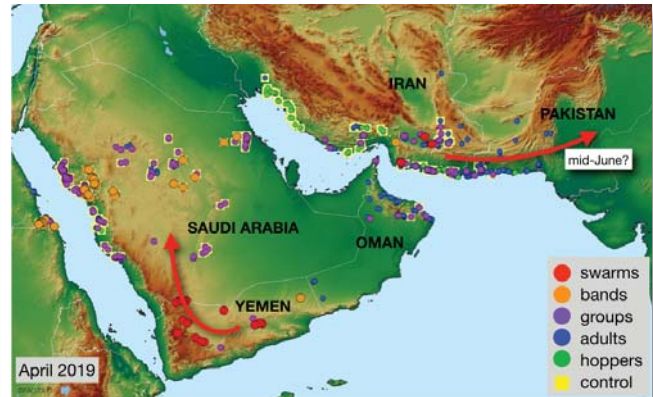 IRAN
PAKISTAN
mid-June?
SAUDI ARABIA
OMAN
YEMEN
swarms
bands
groups
adults
hoppers
control
April 2019